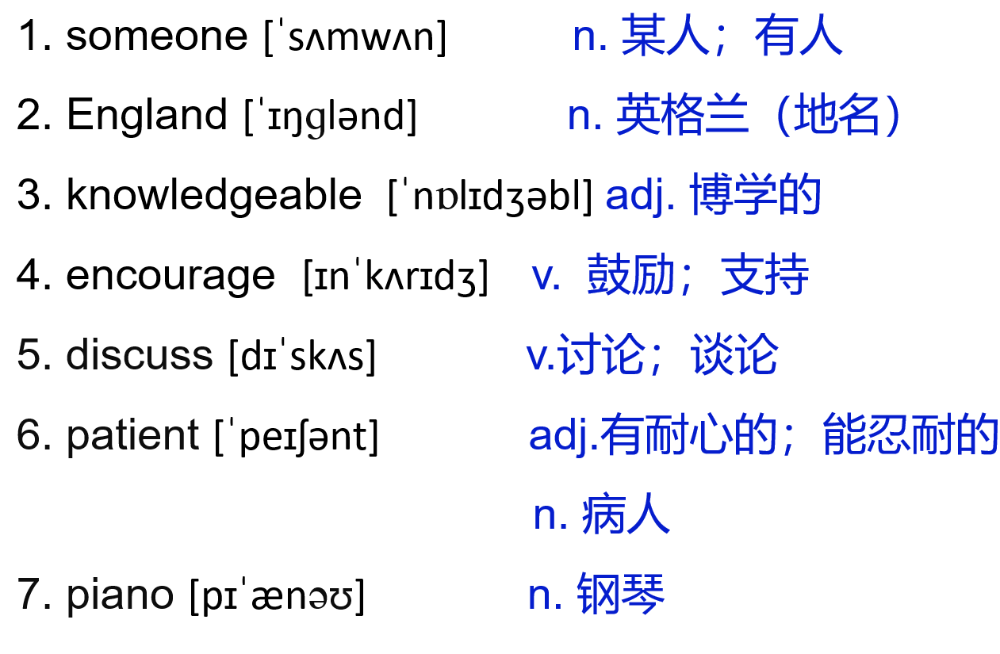 1. someone [ˈsʌmwʌn] n. 某人；有人
2. England [ˈɪŋɡlənd] n. 英格兰（地名）
3. knowledgeable [ˈnɒlɪdʒəbl] adj. 博学的
4. encourage [ɪnˈkʌrɪdʒ] v. 鼓励；支持
5. discuss [dɪˈskʌs] v.讨论；谈论
6. patient [ˈpeɪʃənt] adj.有耐心的；能忍耐的
n. 病人
7. piano [pɪˈænəʊ] n. 钢琴